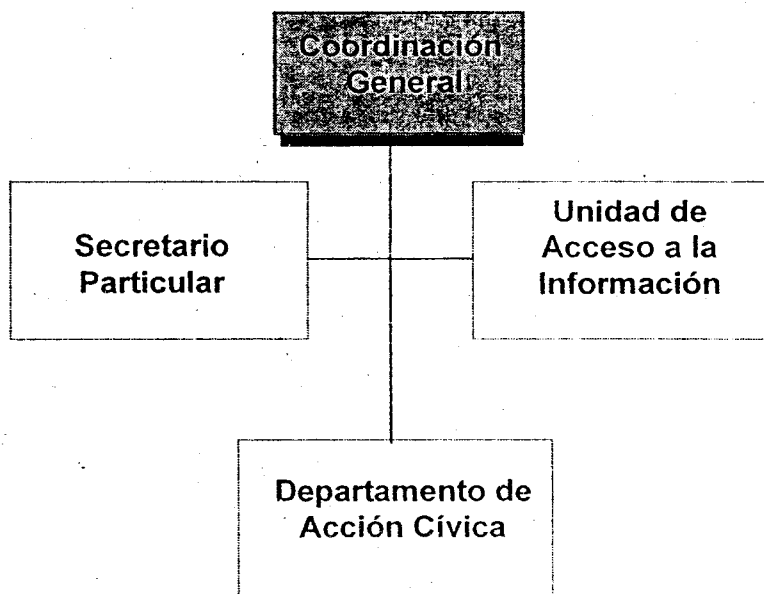 Coordinación
General
Secretario
Particular
Unidad de
Acceso a la
Información
Departamento de
Acción Cívica